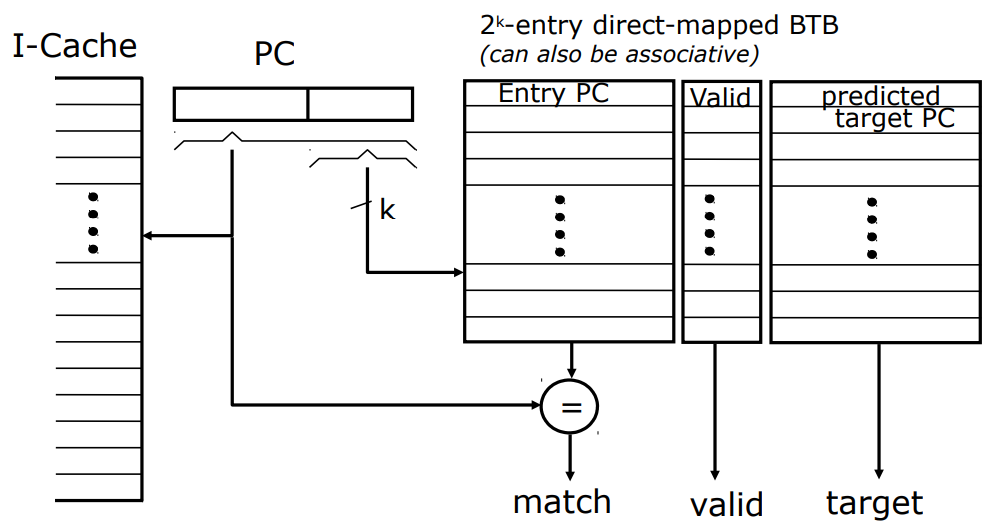 2ᵏ-entry direct-mapped BTB
(can also be associative)
I-Cache
PC
Entry PC
Valid
predicted
target PC
k
=
match
valid
target